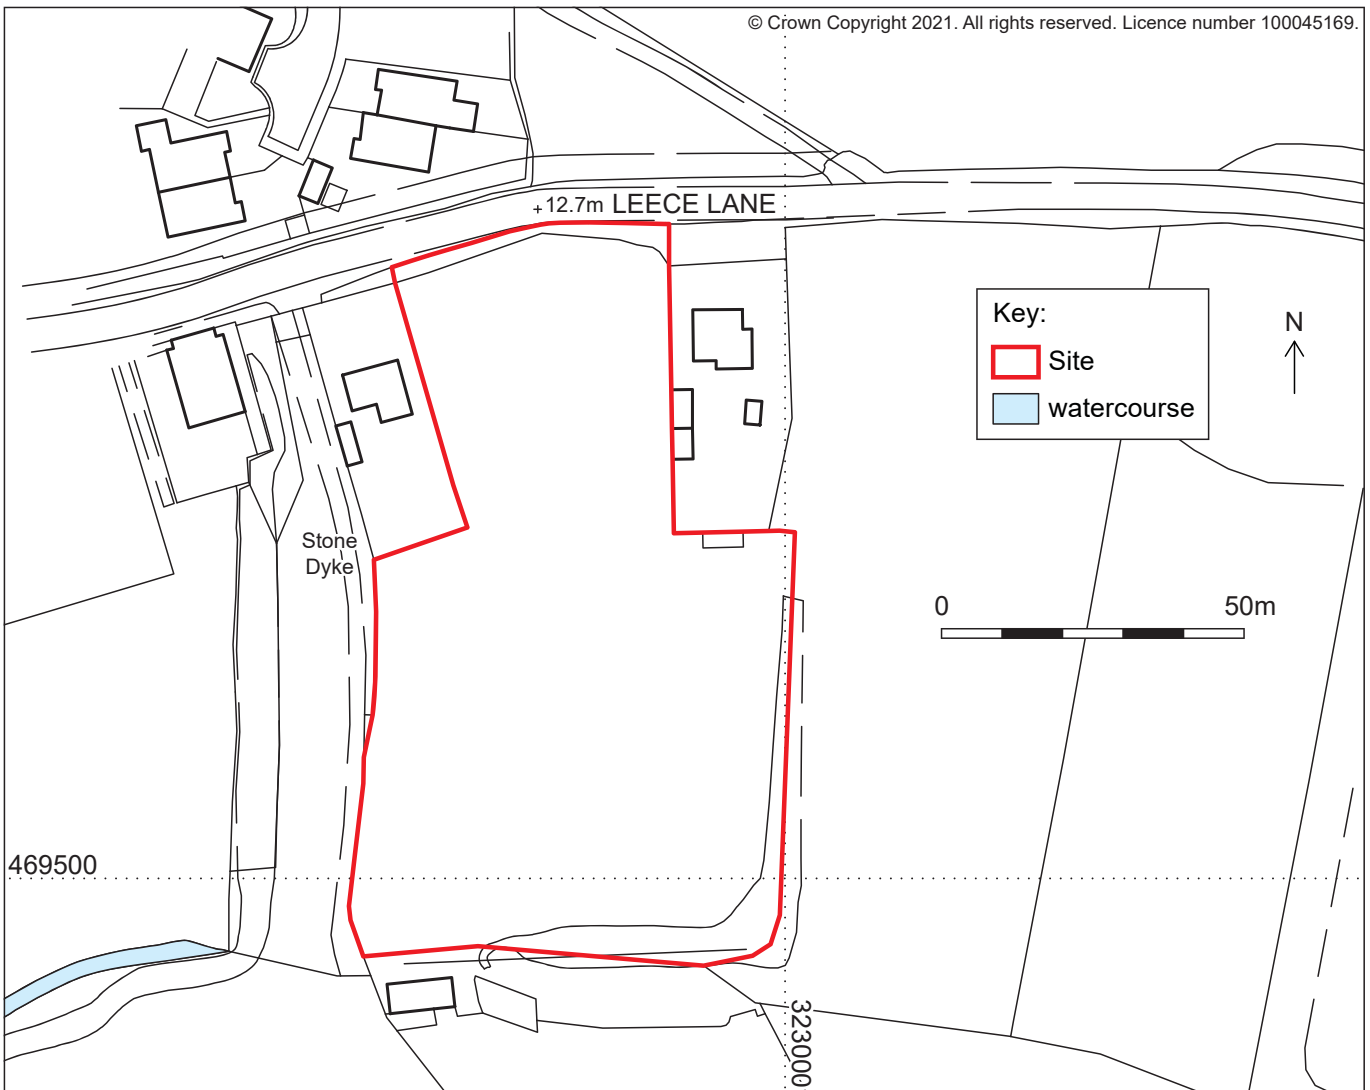 © Crown Copyright 2021. All rights reserved. Licence number 100045169.
+12.7m LEECE LANE
Key:
Site
watercourse
N
Stone
Dyke
0 50m
469500
323000